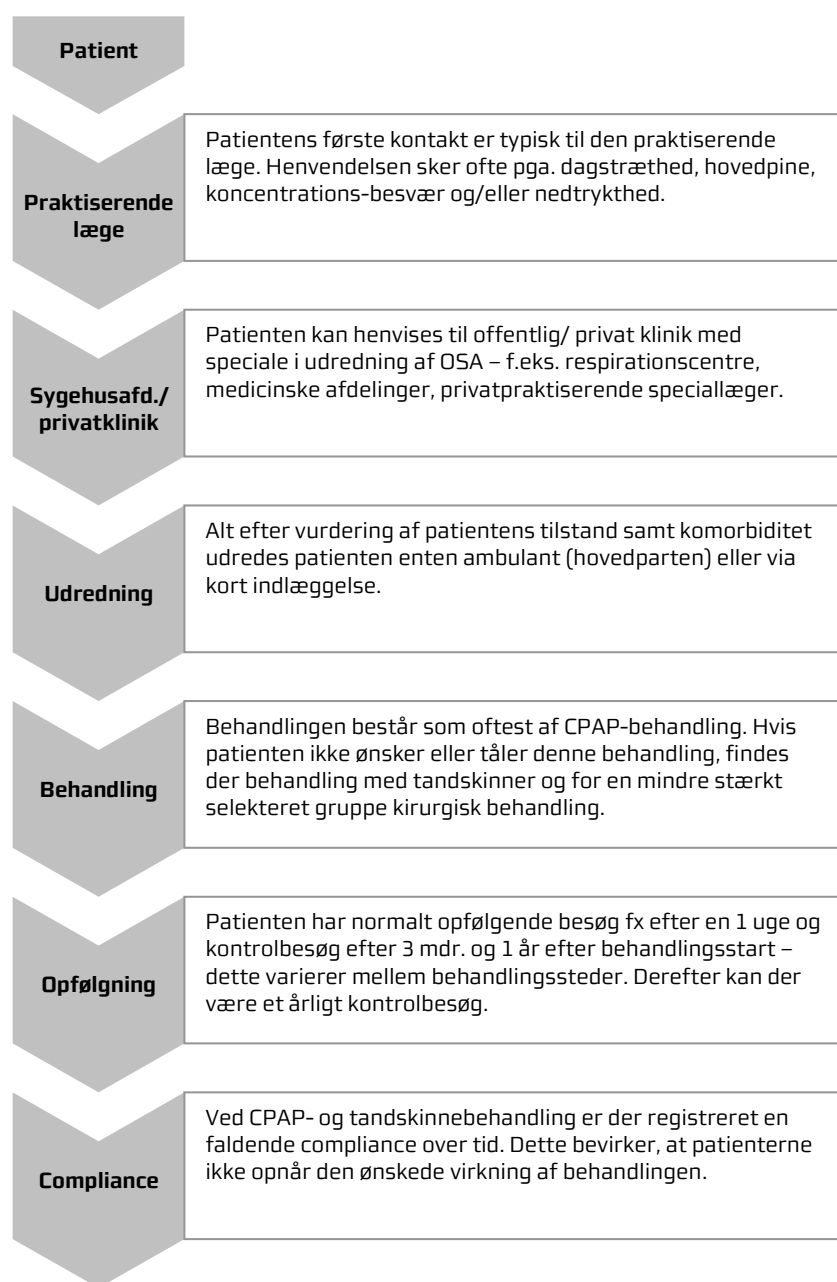 Patient
Praktiserende
læge
Patientens første kontakt er typisk til den praktiserende
læge. Henvendelsen sker ofte pga. dagstræthed, hovedpine,
koncentrations-besvær og/eller nedtrykthed.
Sygehusafd./
privatklinik
Patienten kan henvises til offentlig/ privat klinik med
speciale i udredning af OSA – f.eks. respirationscentre,
medicinske afdelinger, privatpraktiserende speciallæger.
Udredning
Alt efter vurdering af patientens tilstand samt komorbiditet
udredes patienten enten ambulant (hovedparten) eller via
kort indlæggelse.
Behandling
Behandlingen består som oftest af CPAP-behandling. Hvis
patienten ikke ønsker eller tåler denne behandling, findes
der behandling med tandskinner og for en mindre stærkt
selekteret gruppe kirurgisk behandling.
Opfølgning
Patienten har normalt opfølgende besøg fx efter en 1 uge og
kontrolbesøg efter 3 mdr. og 1 år efter behandlingsstart –
dette varierer mellem behandlingssteder. Derefter kan der
være et årligt kontrolbesøg.
Compliance
Ved CPAP- og tandskinnebehandling er der registreret en
faldende compliance over tid. Dette bevirker, at patienterne
ikke opnår den ønskede virkning af behandlingen.